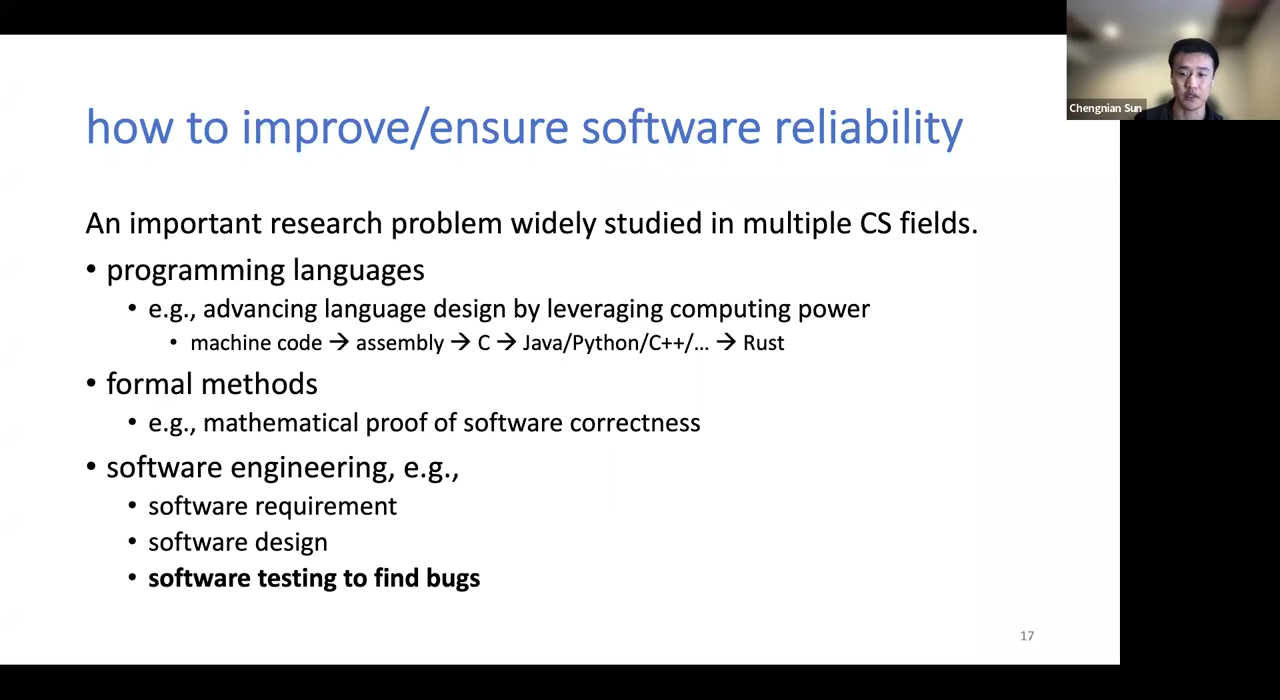 Chengnian Sun
how to improve/ensure software reliability
An important research problem widely studied in multiple CS fields.
• programming languages
• e.g., advancing language design by leveraging computing power
• machine code → assembly → C → Java/Python/C++/… → Rust
• formal methods
• e.g., mathematical proof of software correctness
• software engineering, e.g.,
• software requirement
• software design
• software testing to find bugs
17